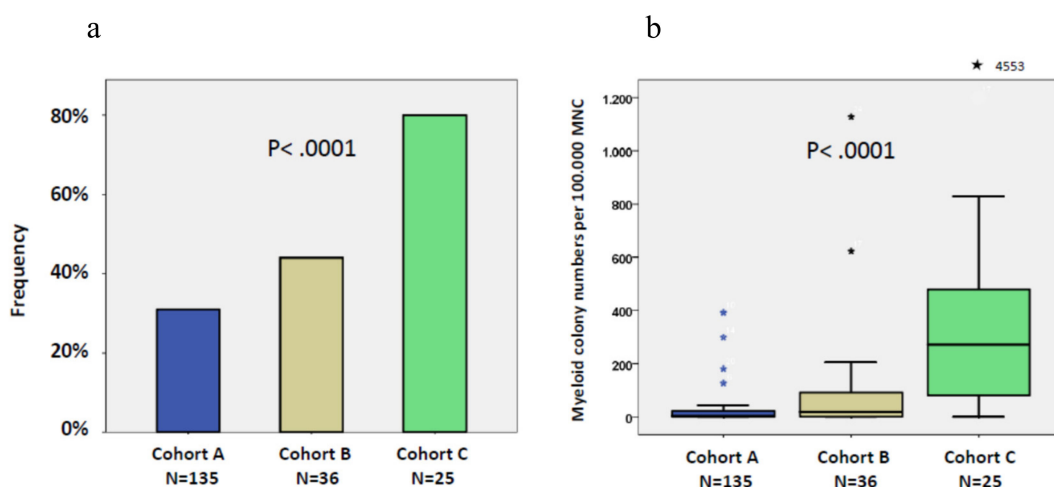 a
Frequency
80%
60%
40%
20%
0%
P< .0001
Cohort A
N=135
Cohort B
N=36
Cohort C
N=25
b
Myeloid colony numbers per 100.000 MNC
1.200
1.000
800
600
400
200
0
4553
P< .0001
Cohort A
N=135
Cohort B
N=36
Cohort C
N=25